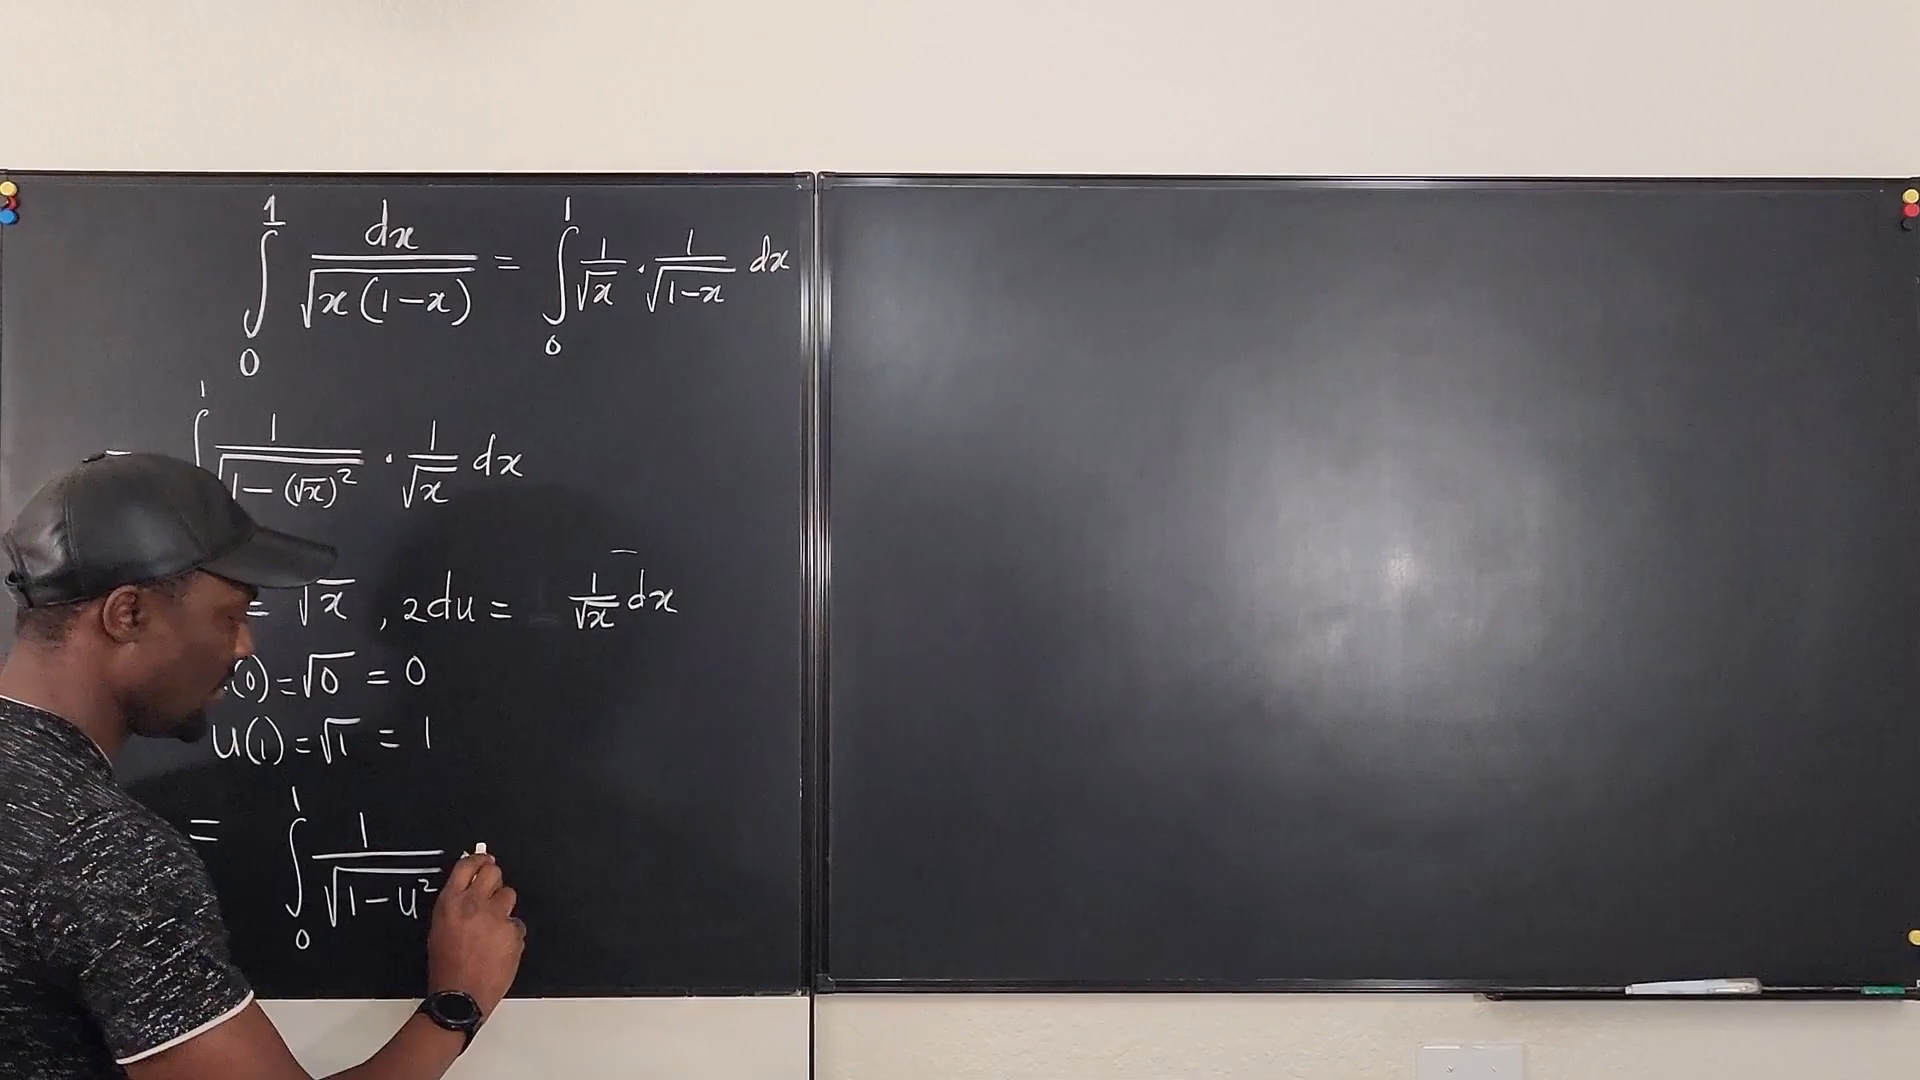 ∫₀¹ dx/√(x(1-x)) = ∫₀¹ 1/√x · 1/√(1-x) dx
∫¹ 1/√(1-(√x)²) · 1/√x dx
= √x , 2du = 1/√x dx
(0) = √0 = 0
u(1) = √1 = 1
= ∫₀¹ 1/√(1-u²)